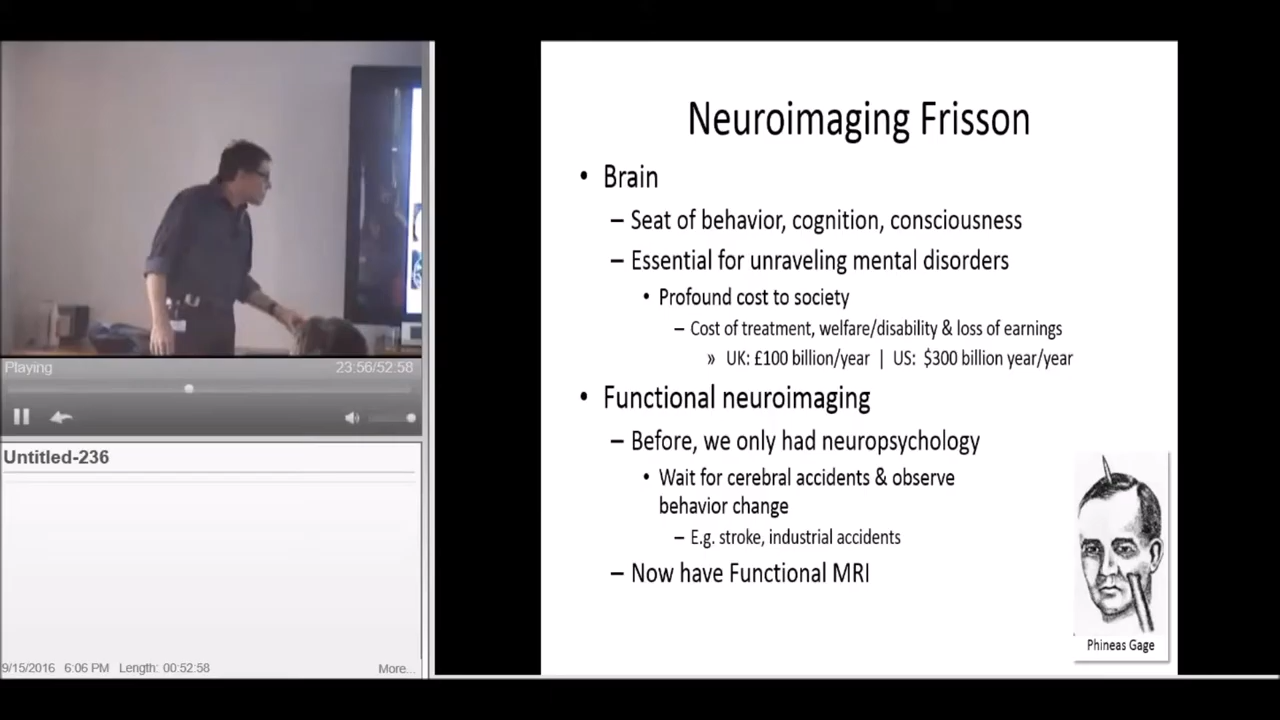 Playing
23:56/52:58
Untitled-236
9/15/2016 6:06 PM Length: 00:52:58
More...
Neuroimaging Frisson
• Brain
– Seat of behavior, cognition, consciousness
– Essential for unraveling mental disorders
• Profound cost to society
– Cost of treatment, welfare/disability & loss of earnings
» UK: £100 billion/year | US: $300 billion year/year
• Functional neuroimaging
– Before, we only had neuropsychology
• Wait for cerebral accidents & observe
behavior change
– E.g. stroke, industrial accidents
– Now have Functional MRI
Phineas Gage